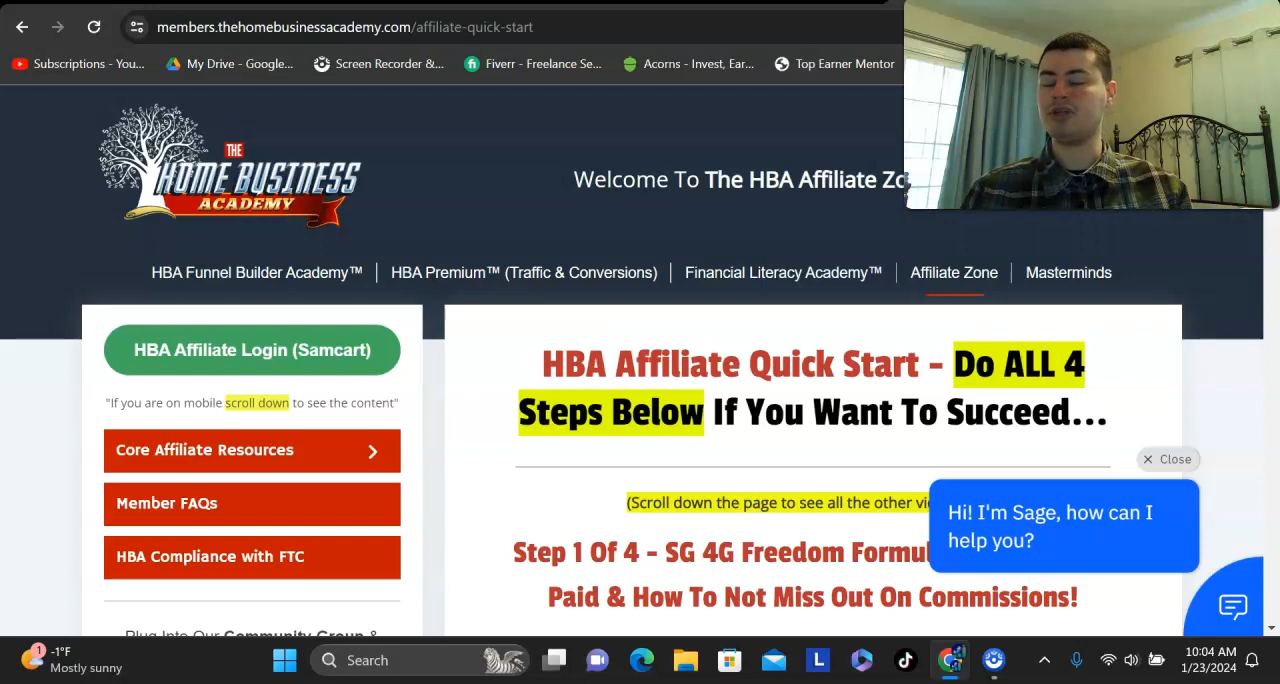 members.thehomebusinessacademy.com/affiliate-quick-start
Subscriptions - You... My Drive - Google... Screen Recorder &... Fiverr - Freelance Se... Acorns - Invest, Ear... Top Earner Mentor
THE
HOME BUSINESS
ACADEMY
Welcome To The HBA Affiliate Zo
HBA Funnel Builder Academy™ HBA Premium™ (Traffic & Conversions) Financial Literacy Academy™ Affiliate Zone Masterminds
HBA Affiliate Login (Samcart)
"If you are on mobile scroll down to see the content"
Core Affiliate Resources
Member FAQs
HBA Compliance with FTC
Plug Into Our Community Group &
HBA Affiliate Quick Start - Do ALL 4
Steps Below If You Want To Succeed...
(Scroll down the page to see all the other vi
Step 1 Of 4 - SG 4G Freedom Formul
Paid & How To Not Miss Out On Commissions!
Close
Hi! I'm Sage, how can I
help you?
1
-1°F
Mostly sunny
Search
L
10:04 AM
1/23/2024